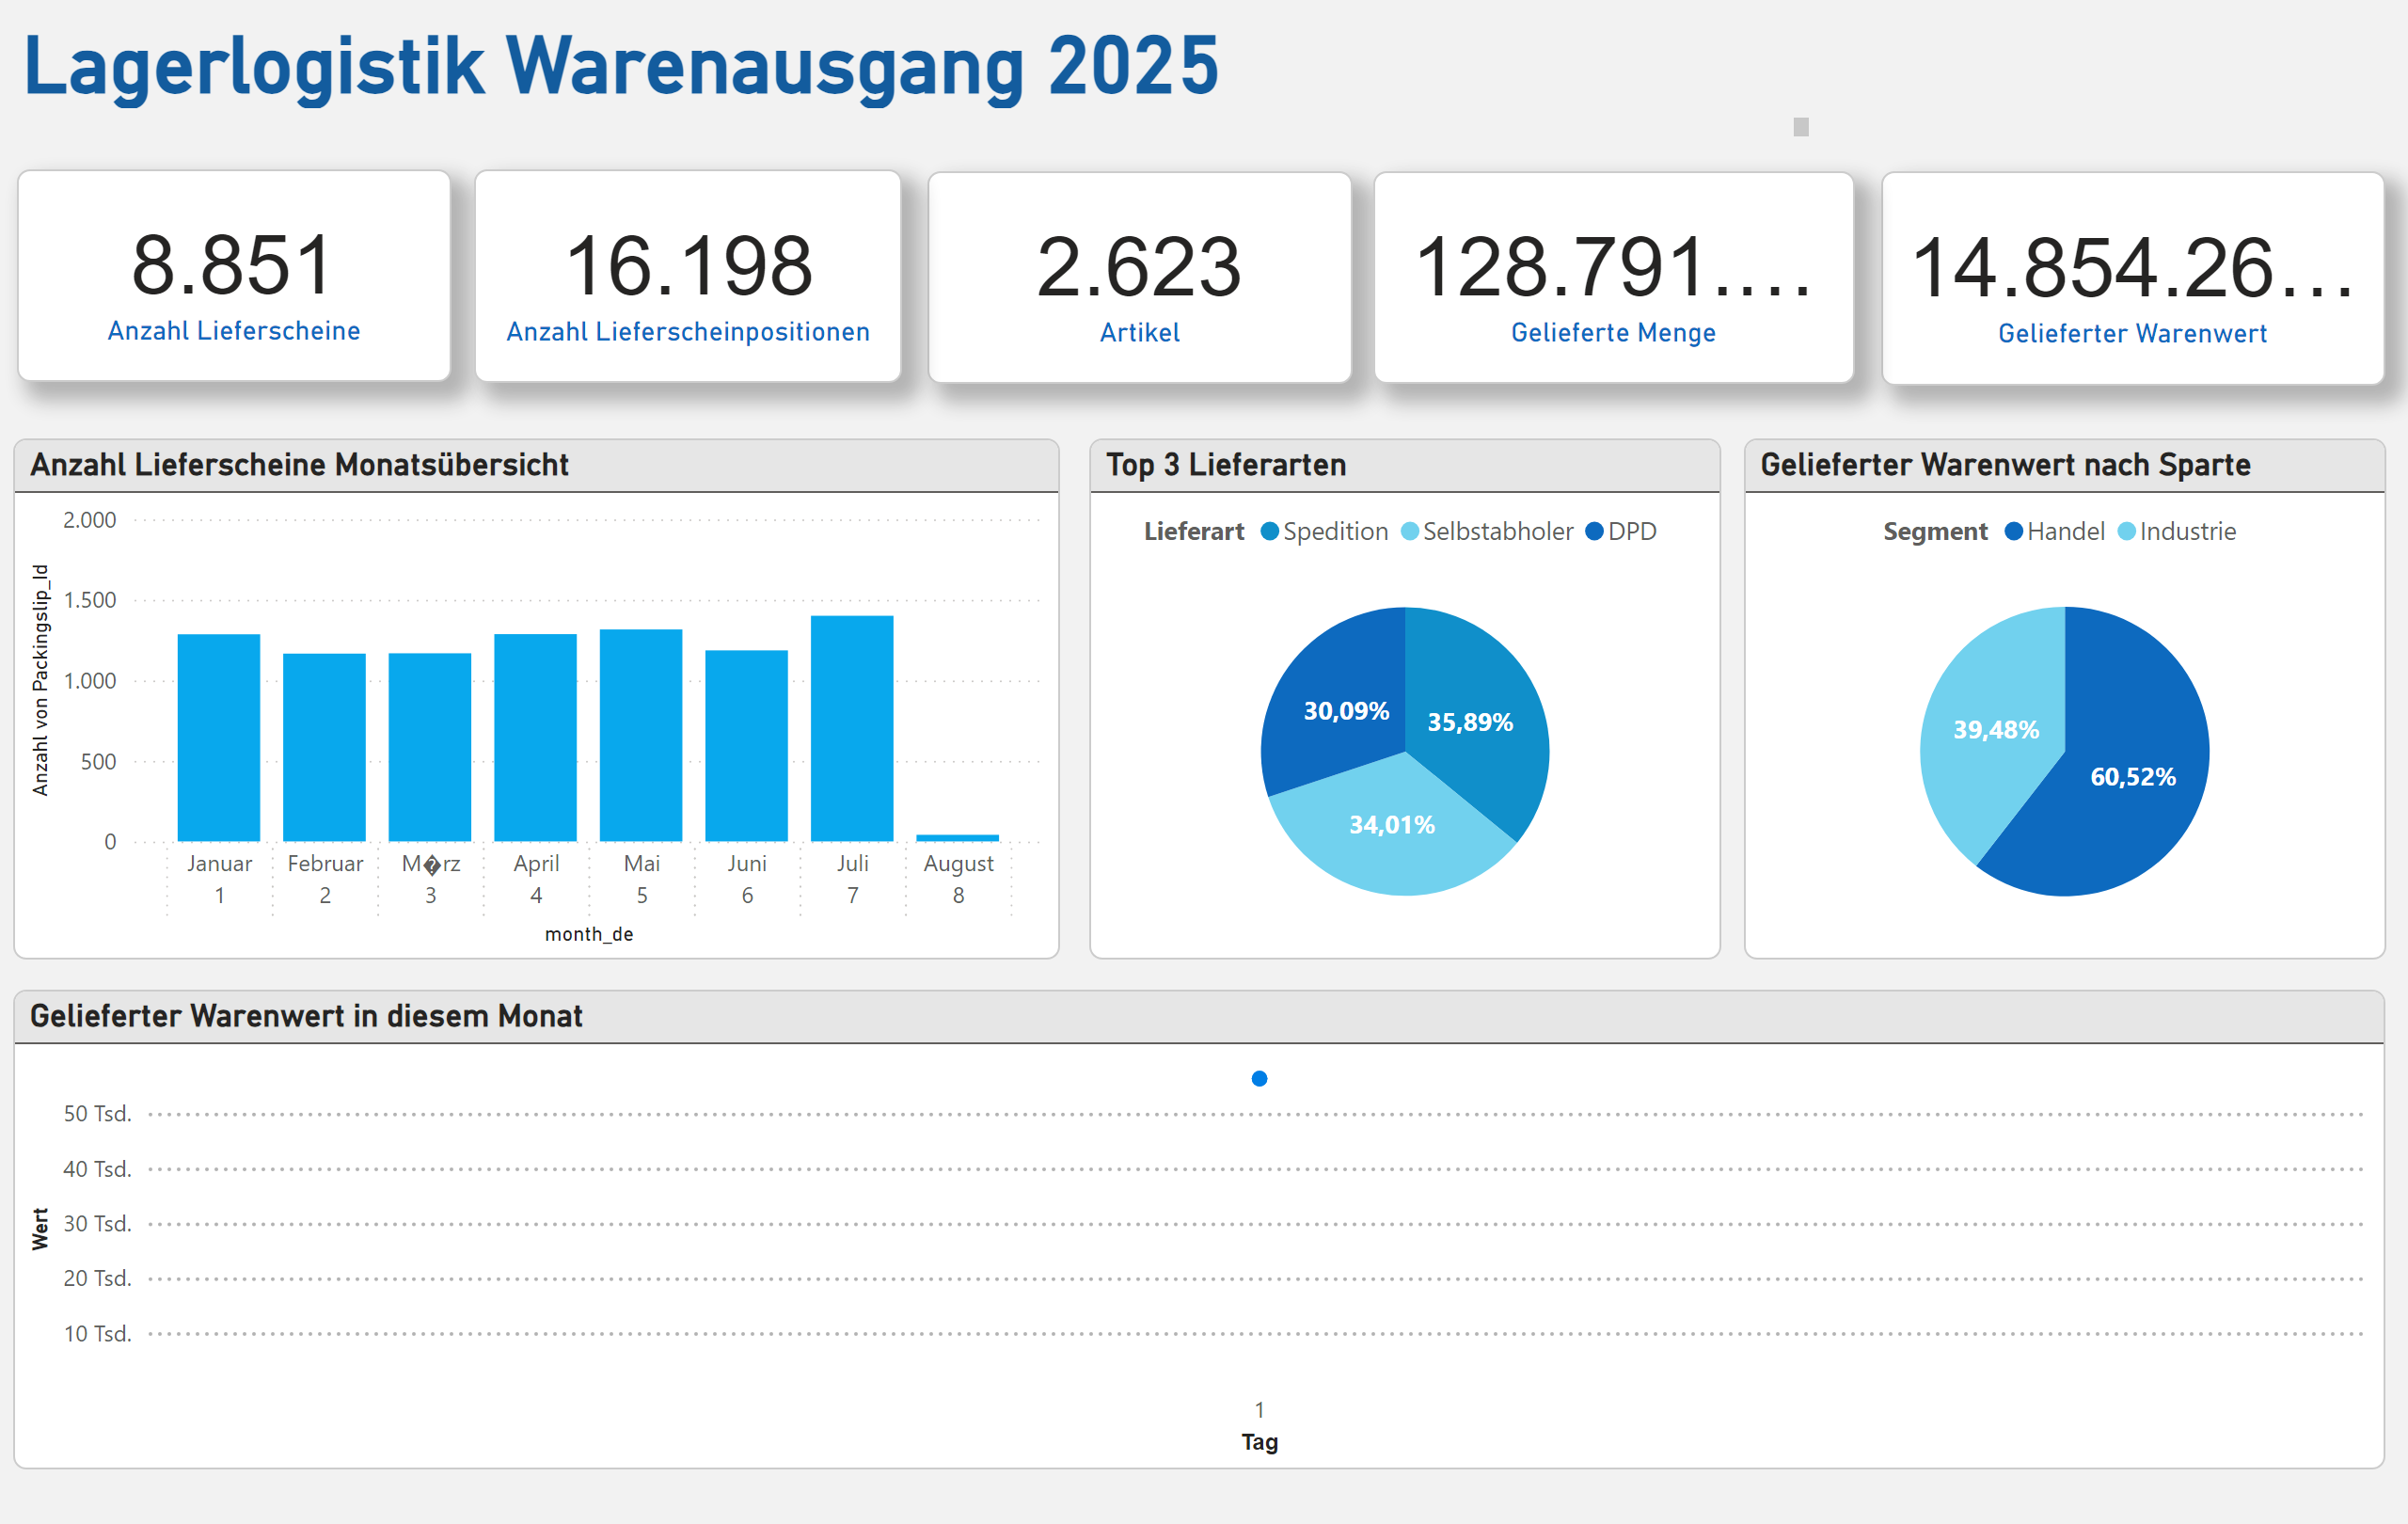 Lagerlogistik Warenausgang 2025
8.851
Anzahl Lieferscheine
16.198
Anzahl Lieferscheinpositionen
2.623
Artikel
128.791....
Gelieferte Menge
14.854.26...
Gelieferter Warenwert
Anzahl Lieferscheine Monatsübersicht
Anzahl von Packingslip_Id
2.000
1.500
1.000
500
0
Januar Februar M�rz April Mai Juni Juli August
1 2 3 4 5 6 7 8
month_de
Top 3 Lieferarten
Lieferart Spedition Selbstabholer DPD
30,09%
35,89%
34,01%
Gelieferter Warenwert nach Sparte
Segment Handel Industrie
39,48%
60,52%
Gelieferter Warenwert in diesem Monat
Wert
50 Tsd.
40 Tsd.
30 Tsd.
20 Tsd.
10 Tsd.
1
Tag